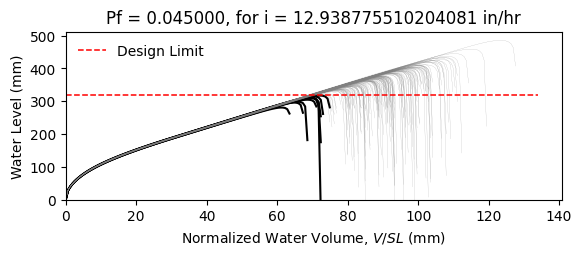 Pf = 0.045000, for i = 12.938775510204081 in/hr
Water Level (mm)
500
400
300
200
100
0
Design Limit
0 20 40 60 80 100 120 140
Normalized Water Volume, V/SL (mm)